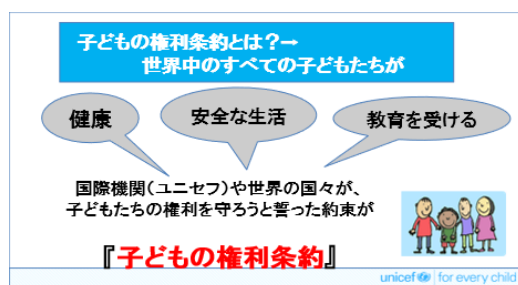 子どもの権利条約とは？→
世界中のすべての子どもたちが
健康
安全な生活
教育を受ける
国際機関（ユニセフ）や世界の国々が、
子どもたちの権利を守ろうと誓った約束が
『子どもの権利条約』
unicef for every child